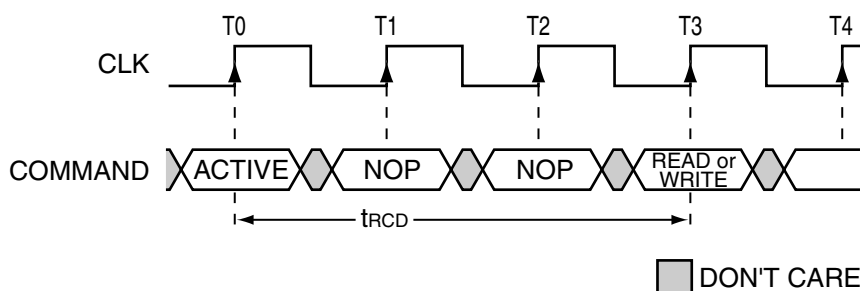 T0 T1 T2 T3 T4
CLK
COMMAND ACTIVE NOP NOP READ or
WRITE
tRCD
DON'T CARE